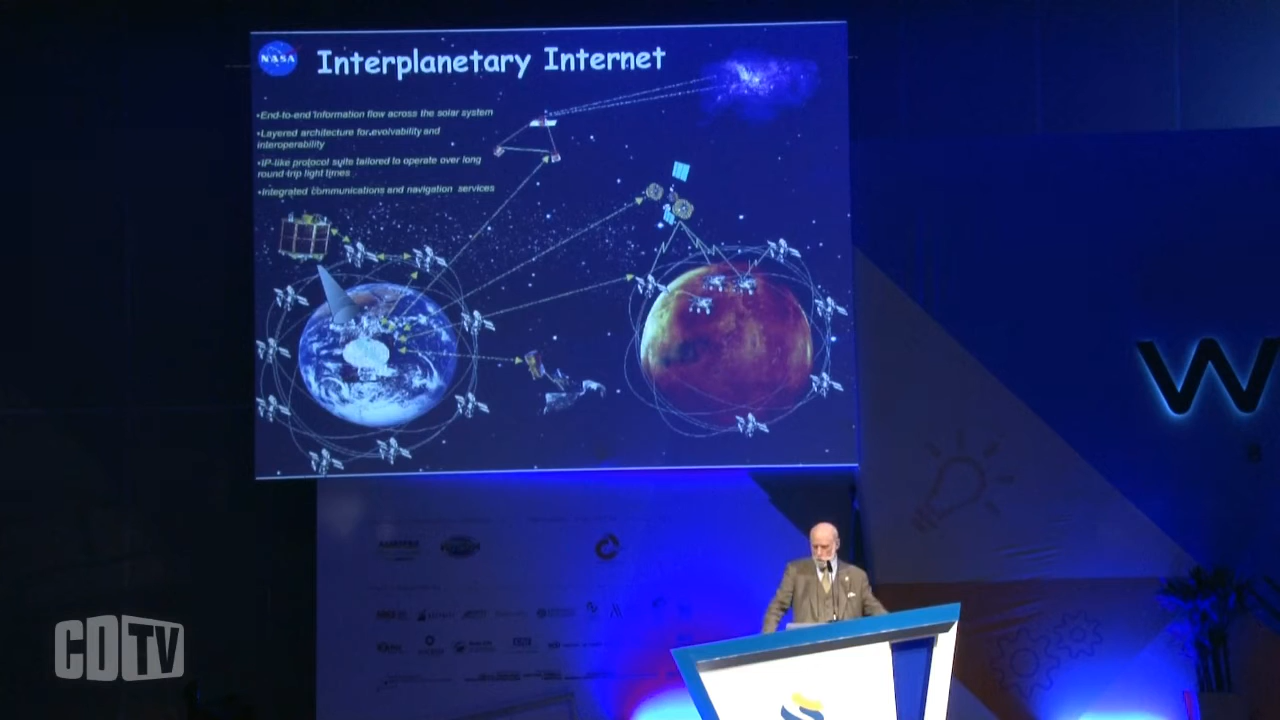 NASA
Interplanetary Internet
•End-to-end information flow across the solar system
•Layered architecture for evolvability and
interoperability
•IP-like protocol suite tailored to operate over long
round trip light times
•Integrated communications and navigation services
W
CDTV